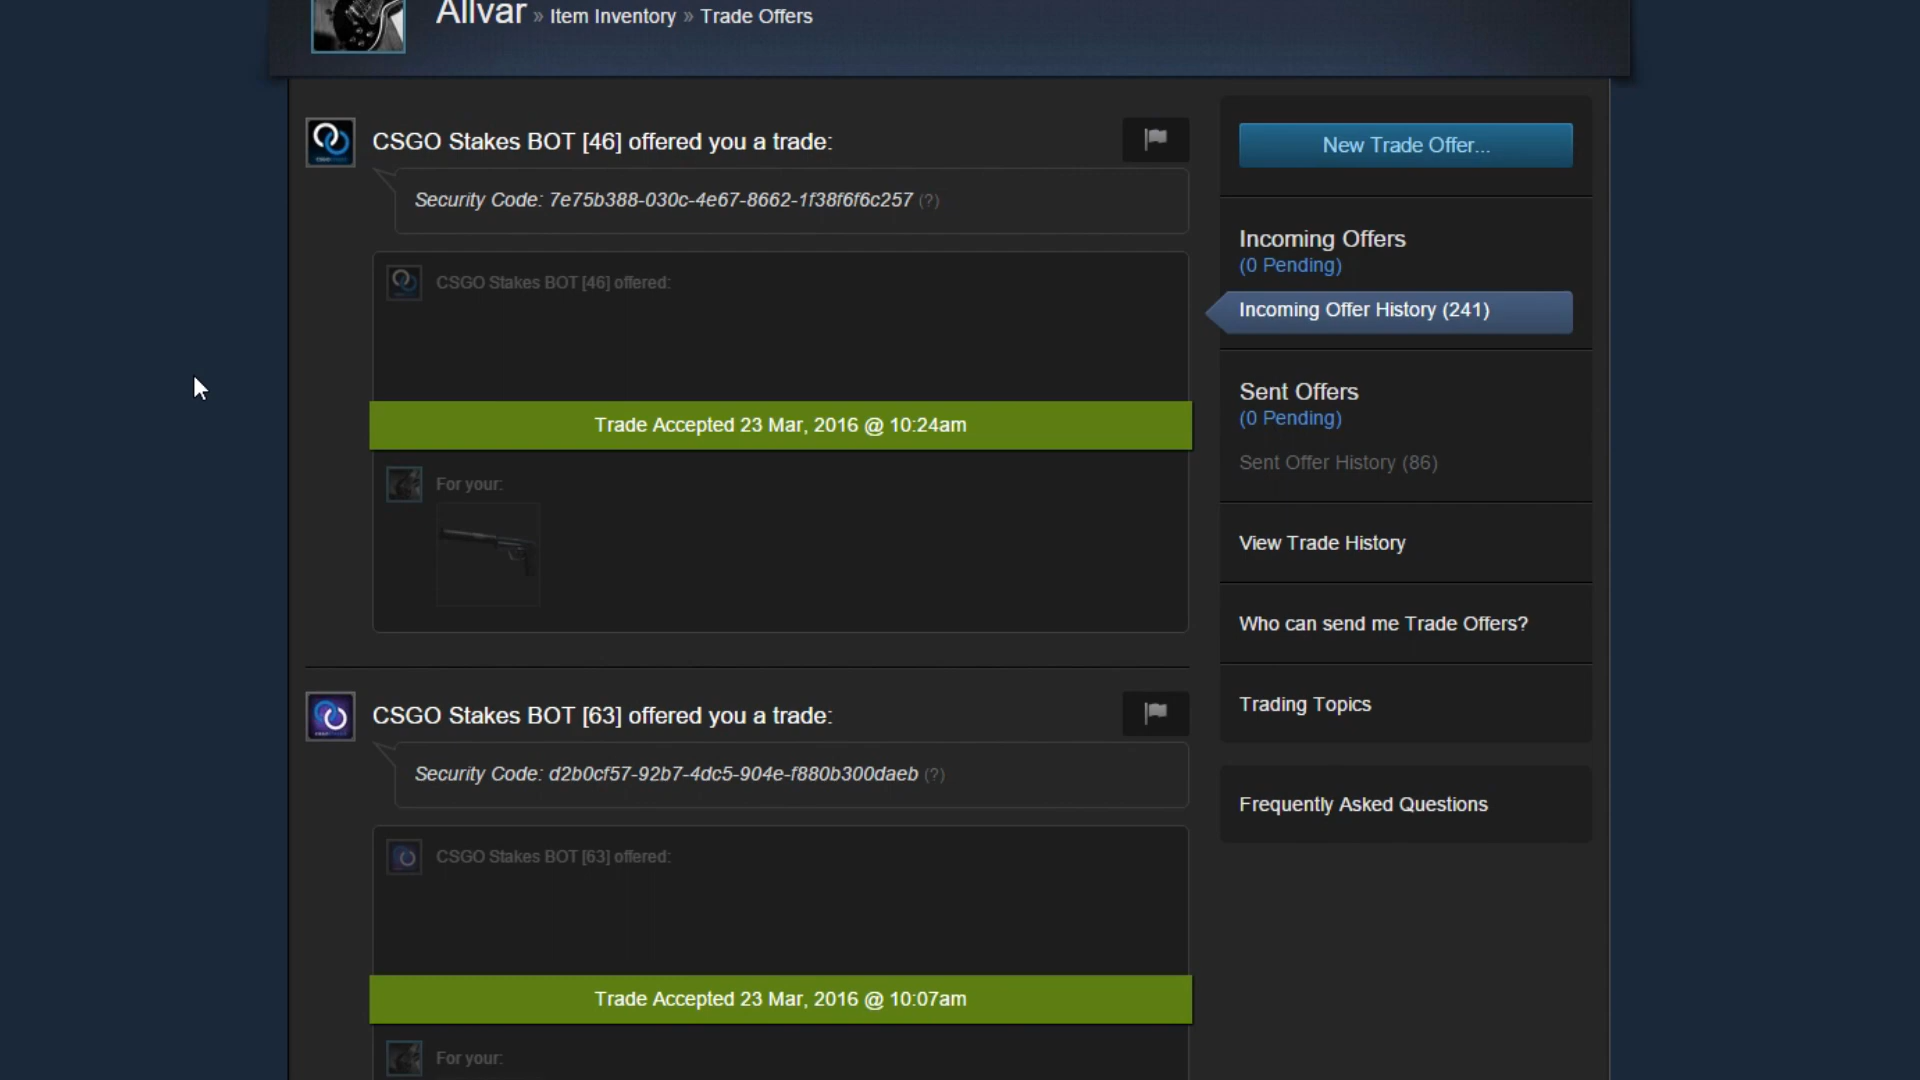 Allvar » Item Inventory » Trade Offers
CSGO Stakes BOT [46] offered you a trade:
Security Code: 7e75b388-030c-4e67-8662-1f38f6f6c257 (?)
CSGO Stakes BOT [46] offered:
Trade Accepted 23 Mar, 2016 @ 10:24am
For your:
CSGO Stakes BOT [63] offered you a trade:
Security Code: d2b0cf57-92b7-4dc5-904e-f880b300daeb (?)
CSGO Stakes BOT [63] offered:
Trade Accepted 23 Mar, 2016 @ 10:07am
For your:
New Trade Offer...
Incoming Offers
(0 Pending)
Incoming Offer History (241)
Sent Offers
(0 Pending)
Sent Offer History (86)
View Trade History
Who can send me Trade Offers?
Trading Topics
Frequently Asked Questions